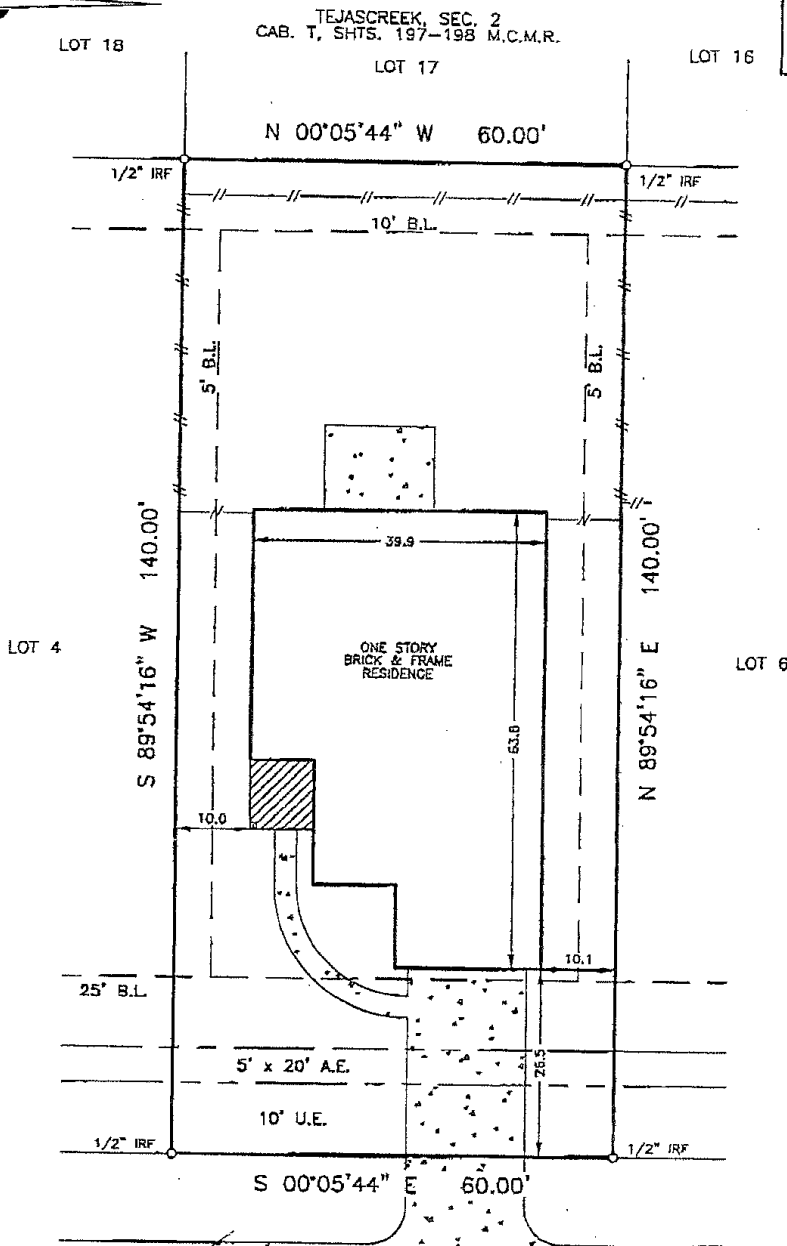 TEJASCREEK, SEC. 2
CAB. T, SHTS. 197-198 M.C.M.R.
LOT 18
LOT 17
LOT 16
N 00°05'44" W 60.00'
1/2" IRF
1/2" IRF
10' B.L.
5' B.L.
5' B.L.
39.9
S 89°54'16" W 140.00'
N 89°54'16" E 140.00'
LOT 4
ONE STORY
BRICK & FRAME
RESIDENCE
LOT 6
63.8
10.0
10.1
25' B.L.
26.5
5' x 20' A.E.
10' U.E.
1/2" IRF
1/2" IRF
S 00°05'44" E 60.00'